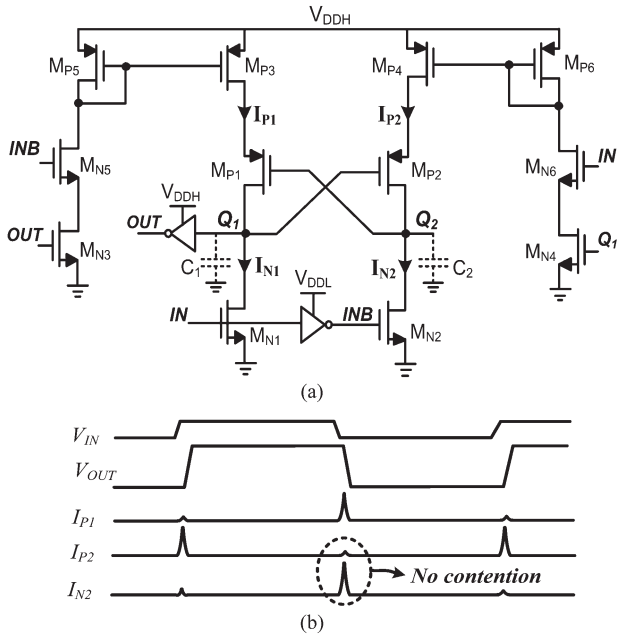 V_DDH
M_P5
M_P3
M_P4
M_P6
I_P1
I_P2
INB
M_N5
M_P1
M_P2
M_N6
IN
V_DDH
OUT
Q_1
Q_2
OUT
M_N3
C_1
I_N1
I_N2
C_2
M_N4
Q_1
V_DDL
IN
M_N1
INB
M_N2
(a)
V_IN
V_OUT
I_P1
I_P2
No contention
I_N2
(b)